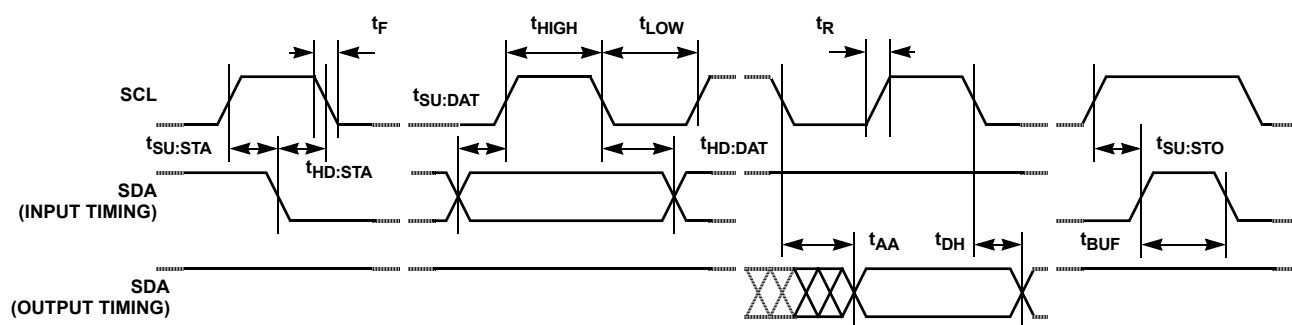 tF
tHIGH
tLOW
tR
SCL
tSU:DAT
tSU:STA
tHD:STA
tHD:DAT
tSU:STO
SDA
(INPUT TIMING)
tAA
tDH
tBUF
SDA
(OUTPUT TIMING)